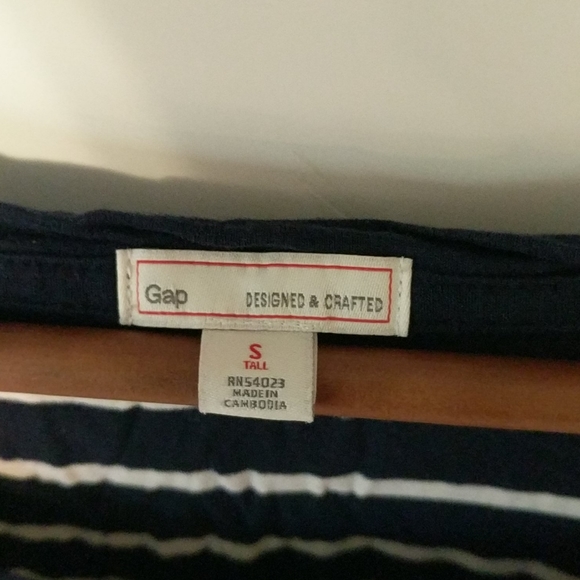 Gap DESIGNED & CRAFTED
S
TALL
RN54023
MADE IN
CAMBODIA